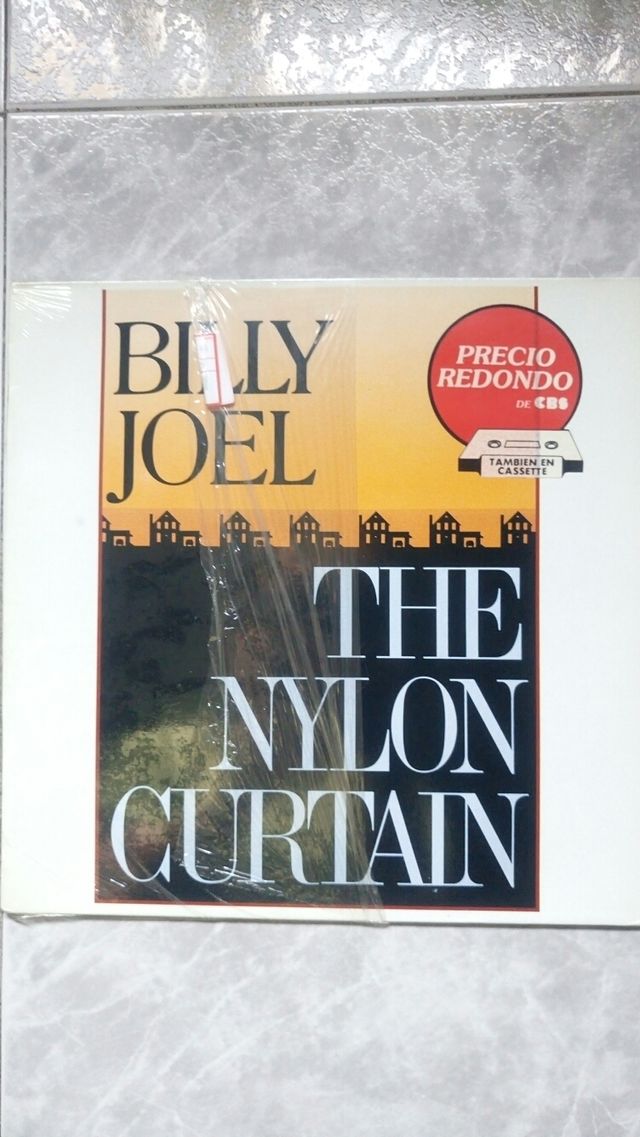 BILLY
JOEL
PRECIO
REDONDO
DE CBS
TAMBIEN EN
CASSETTE
THE
NYLON
CURTAIN